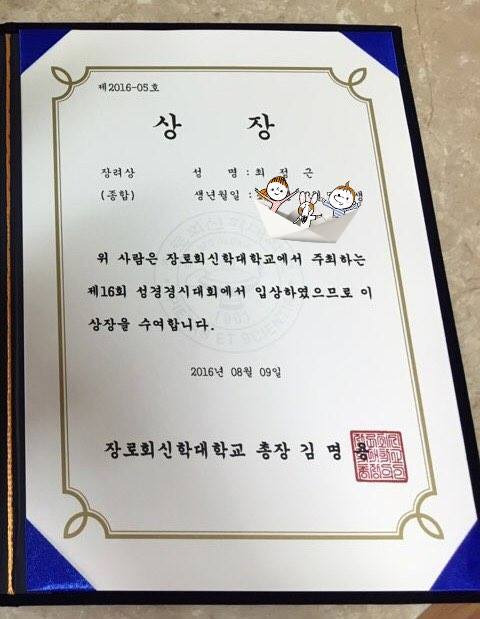 제2016-05호
상 장
장려상 성 명 : 최 정 근
(종합) 생년월일 :
위 사람은 장로회신학대학교에서 주최하는
제16회 성경경시대회에서 입상하였으므로 이
상장을 수여합니다.
2016년 08월 09일
장로회신학대학교 총장 김 명 용